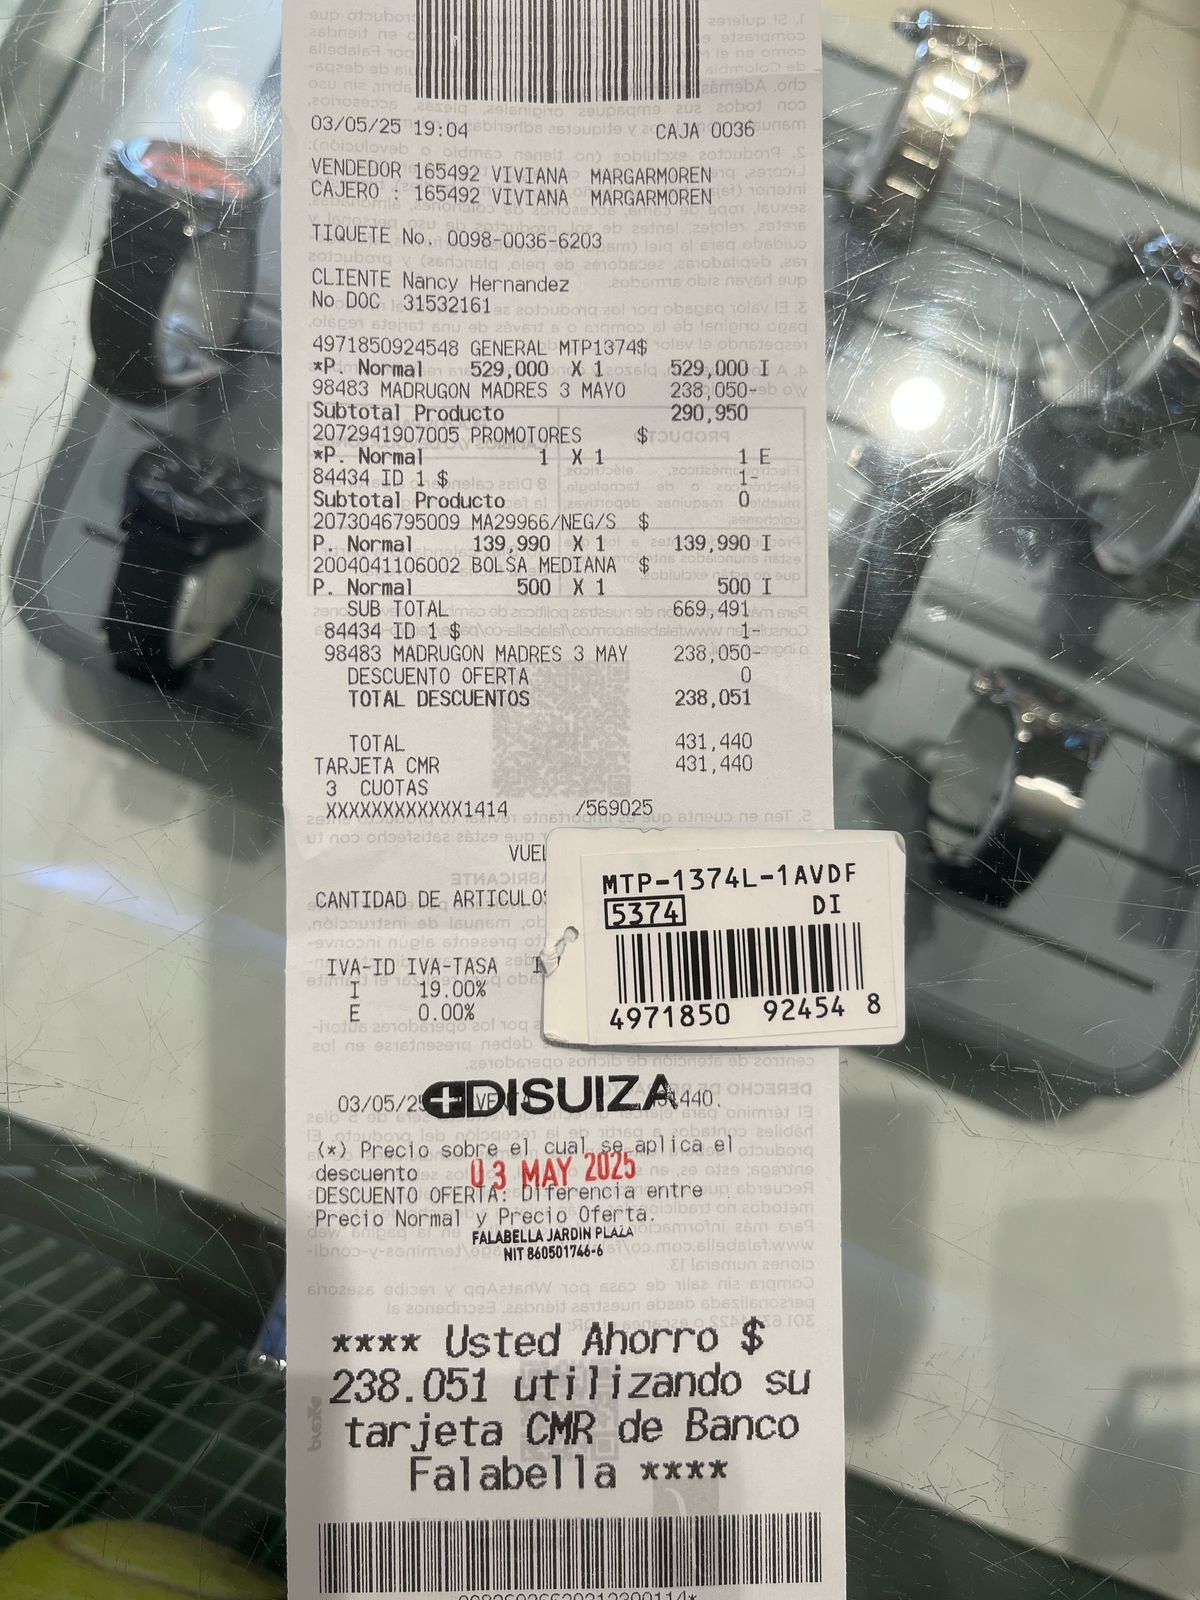 03/05/25 19:04 CAJA 0036
VENDEDOR 165492 VIVIANA MARGARMOREN
CAJERO : 165492 VIVIANA MARGARMOREN
TIQUETE No. 0098-0036-6203
CLIENTE Nancy Hernandez
No DOC 31532161
4971850924548 GENERAL MTP1374$
*P. Normal 529,000 X 1 529,000 I
98483 MADRUGON MADRES 3 MAYO 238,050-
Subtotal Producto 290,950
2072941907005 PROMOTORES $
*P. Normal 1 X 1 1 E
84434 ID 1 $ 1-
Subtotal Producto 0
2073046795009 MA29966/NEG/S $
P. Normal 139,990 X 1 139,990 I
2004041106002 BOLSA MEDIANA $
P. Normal 500 X 1 500 I
SUB TOTAL 669,491
84434 ID 1 $ 1-
98483 MADRUGON MADRES 3 MAY 238,050-
DESCUENTO OFERTA 0
TOTAL DESCUENTOS 238,051
TOTAL 431,440
TARJETA CMR 431,440
3 CUOTAS
XXXXXXXXXXXX1414 /569025
CANTIDAD DE
MTP-1374L-1AVDF
5374 DI
4971850 92454 8
IVA-ID IVA-TASA
I 19.00%
E 0.00%
DISUIZA
(*) Precio sobre el cual se aplica el
descuento 03 MAY 2025
DESCUENTO OFERTA: Diferencia entre
Precio Normal y Precio Oferta.
FALABELLA JARDIN PLAZA
NIT 860501746-6
**** Usted Ahorro $
238.051 utilizando su
tarjeta CMR de Banco
Falabella ****